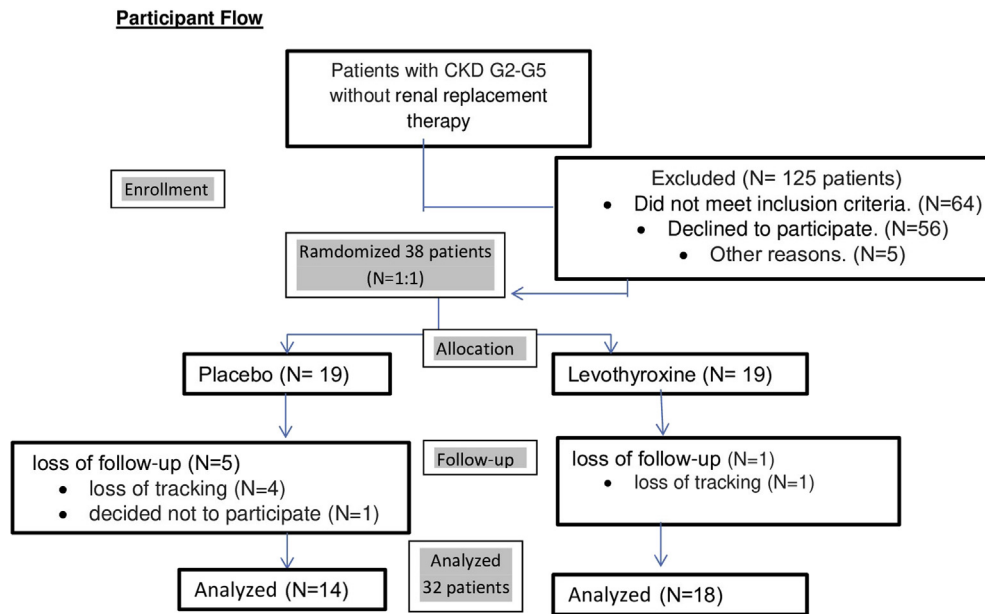 Participant Flow
Patients with CKD G2-G5
without renal replacement
therapy
Enrollment
Excluded (N= 125 patients)
• Did not meet inclusion criteria. (N=64)
• Declined to participate. (N=56)
• Other reasons. (N=5)
Ramdomized 38 patients
(N=1:1)
Allocation
Placebo (N= 19)
Levothyroxine (N= 19)
loss of follow-up (N=5)
• loss of tracking (N=4)
• decided not to participate (N=1)
Follow-up
loss of follow-up (N=1)
• loss of tracking (N=1)
Analyzed
32 patients
Analyzed (N=14)
Analyzed (N=18)